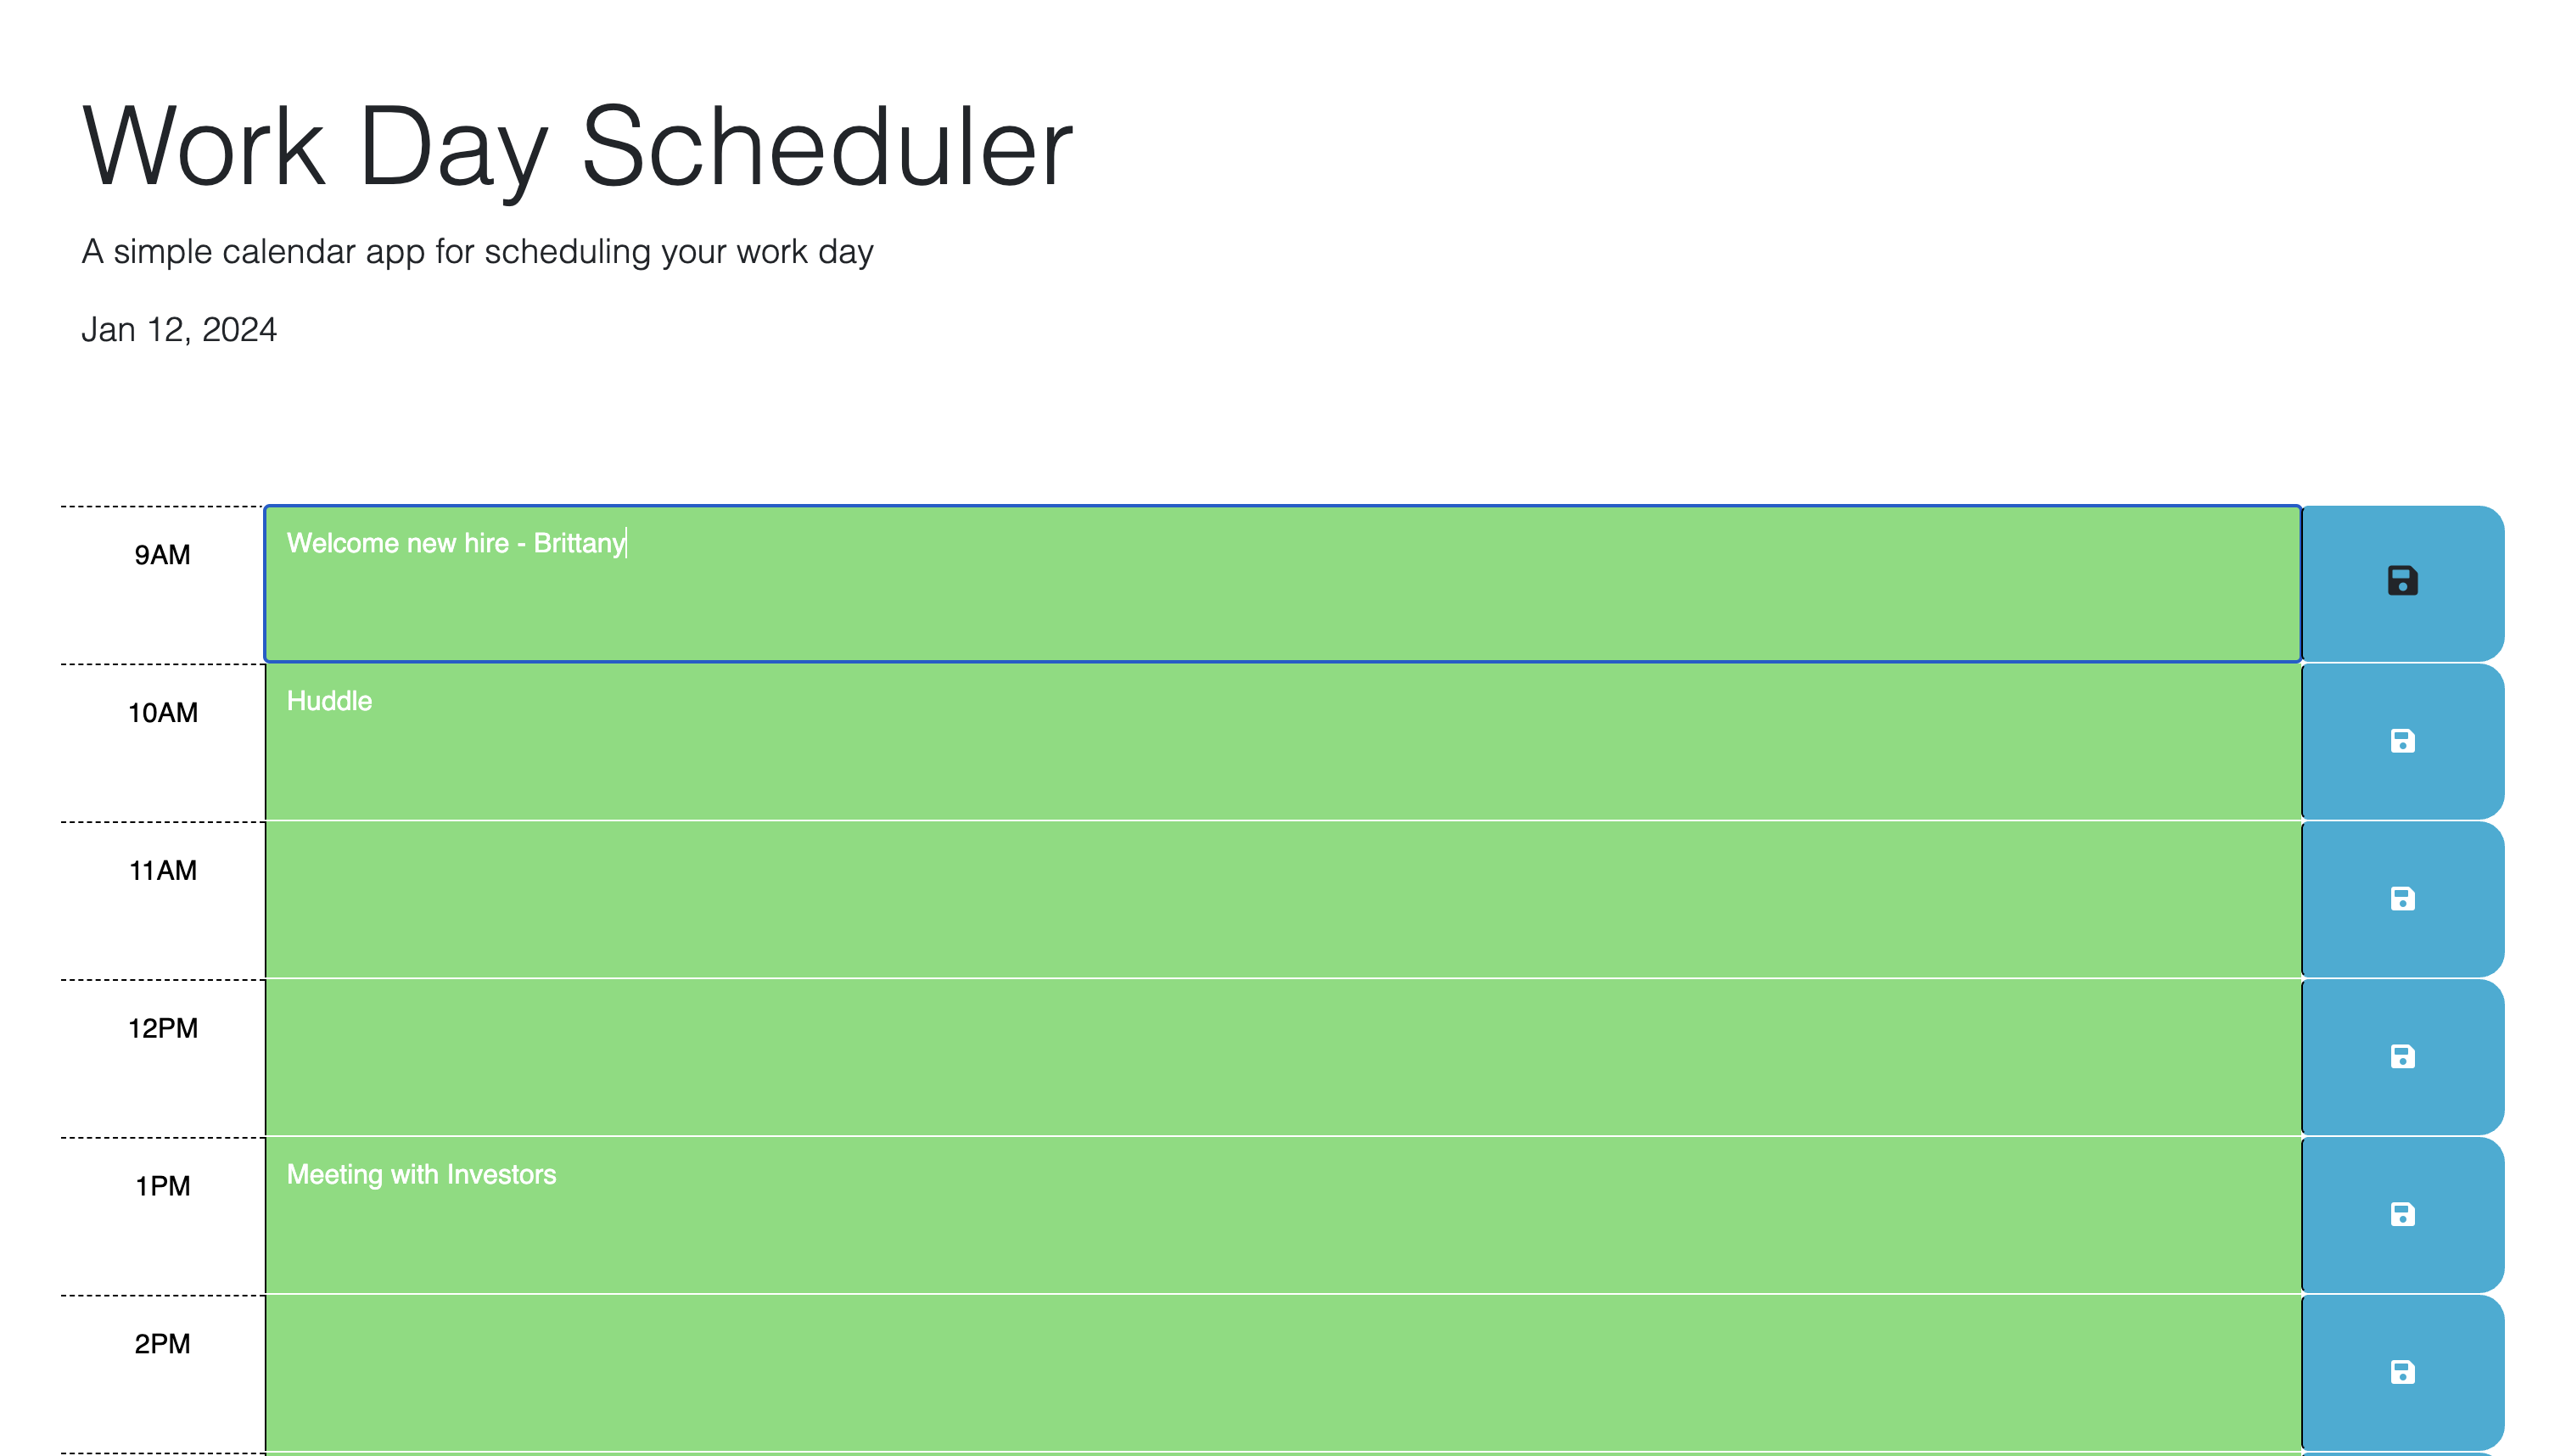 Work Day Scheduler
A simple calendar app for scheduling your work day
Jan 12, 2024
9AM
Welcome new hire - Brittany
10AM
Huddle
11AM
12PM
1PM
Meeting with Investors
2PM